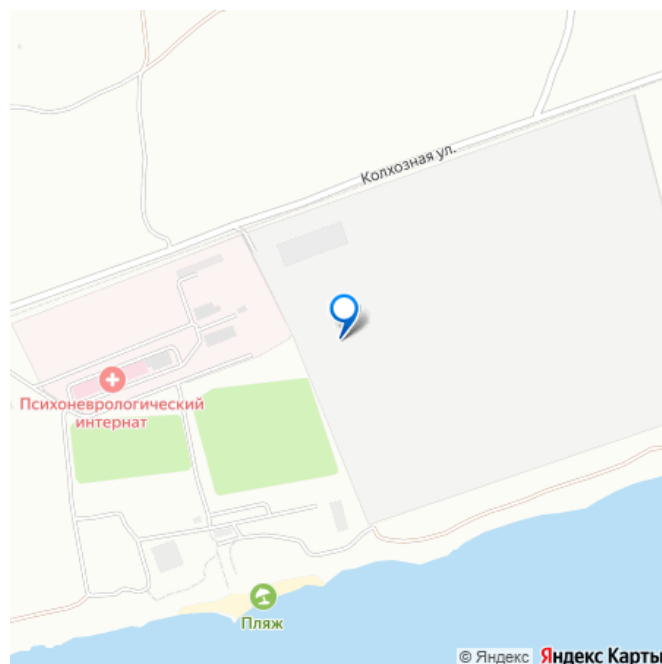 Колхозная ул.
Психоневрологический
интернат
Пляж
© Яндекс Яндекс Карты